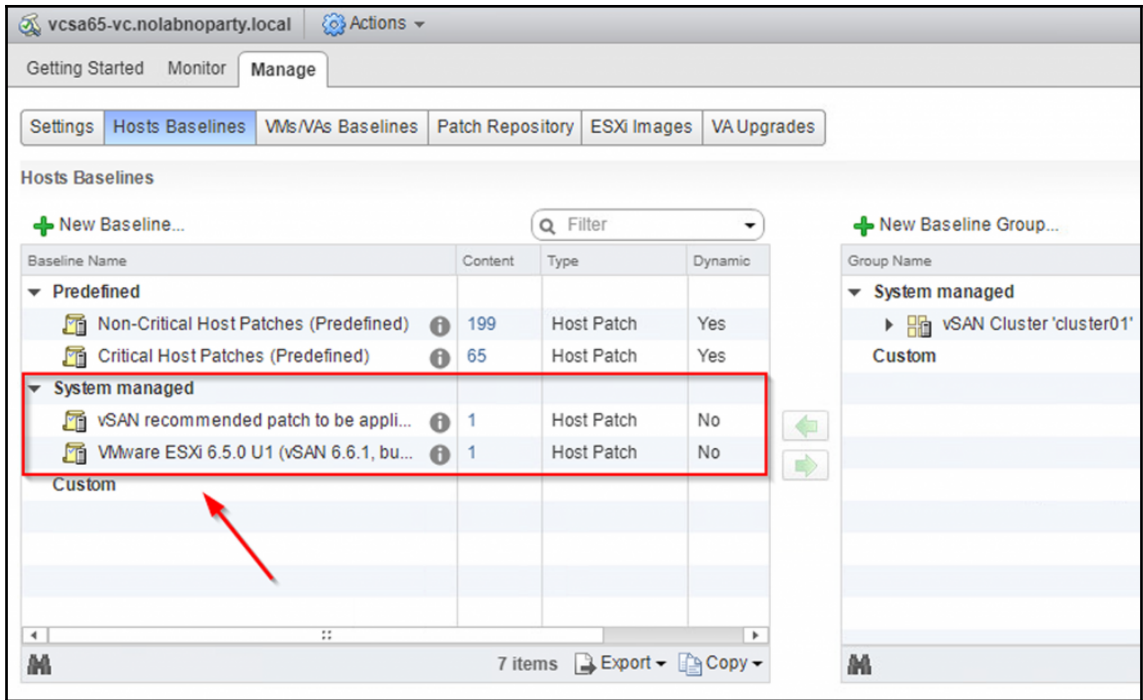 vcsa65-vc.nolabnoparty.local Actions
Getting Started Monitor Manage
Settings Hosts Baselines VMs/VAs Baselines Patch Repository ESXi Images VA Upgrades
Hosts Baselines
New Baseline... Filter New Baseline Group...
Baseline Name Content Type Dynamic Group Name
Predefined System managed
Non-Critical Host Patches (Predefined) 199 Host Patch Yes vSAN Cluster 'cluster01'
Critical Host Patches (Predefined) 65 Host Patch Yes Custom
System managed
vSAN recommended patch to be appli... 1 Host Patch No
VMware ESXi 6.5.0 U1 (vSAN 6.6.1, bu... 1 Host Patch No
Custom
7 items Export Copy